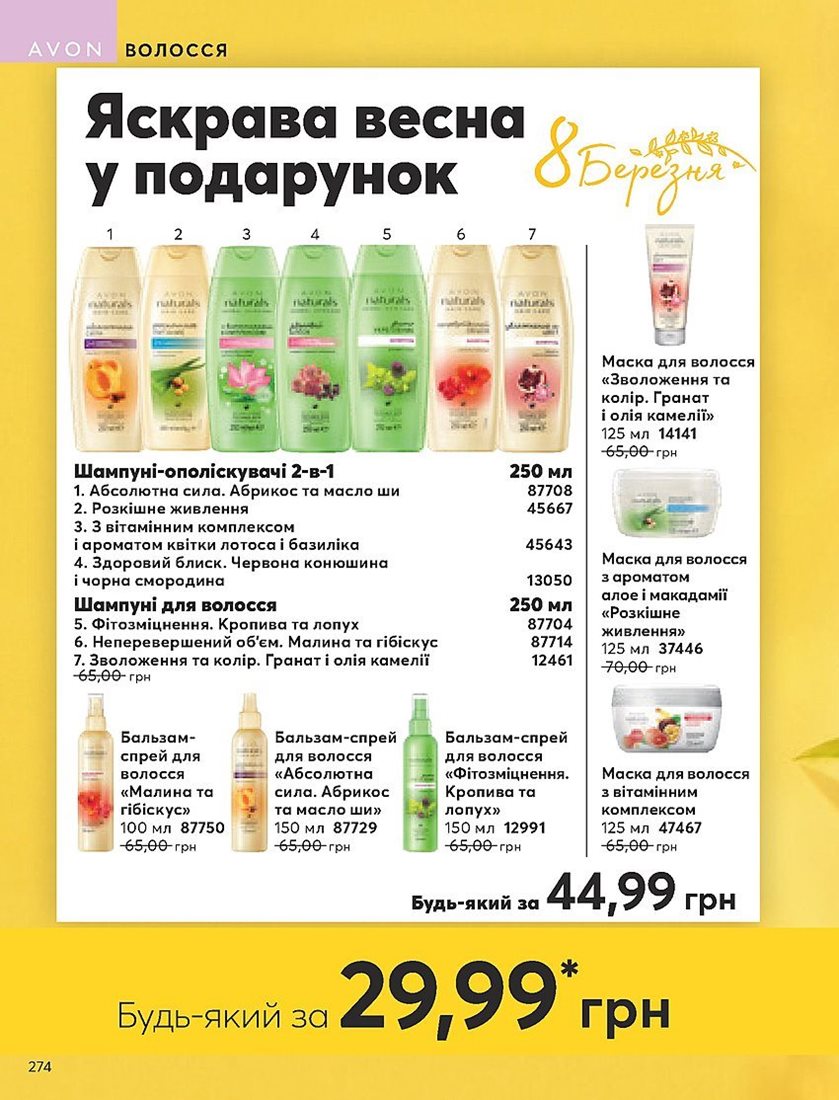 AVON ВОЛОССЯ
Яскрава весна
у подарунок
8 Березня
1 2 3 4 5 6 7
AVON
naturals
HAIR CARE
Шампуні-ополіскувачі 2-в-1 250 мл
1. Абсолютна сила. Абрикос та масло ши 87708
2. Розкішне живлення 45667
3. З вітамінним комплексом
і ароматом квітки лотоса і базиліка 45643
4. Здоровий блиск. Червона конюшина
і чорна смородина 13050
Шампуні для волосся 250 мл
5. Фітозміцнення. Кропива та лопух 87704
6. Неперевершений об’єм. Малина та гібіскус 87714
7. Зволоження та колір. Гранат і олія камелії 12461
65,00 грн
Бальзам-
спрей для
волосся
«Малина та
гібіскус»
100 мл 87750
65,00 грн
Бальзам-спрей
для волосся
«Абсолютна
сила. Абрикос
та масло ши»
150 мл 87729
65,00 грн
Бальзам-спрей
для волосся
«Фітозміцнення.
Кропива та
лопух»
150 мл 12991
65,00 грн
Маска для волосся
«Зволоження та
колір. Гранат
і олія камелії»
125 мл 14141
65,00 грн
Маска для волосся
з ароматом
алое і макадамії
«Розкішне
живлення»
125 мл 37446
70,00 грн
Маска для волосся
з вітамінним
комплексом
125 мл 47467
65,00 грн
Будь-який за 44,99 грн
Будь-який за 29,99* грн
274